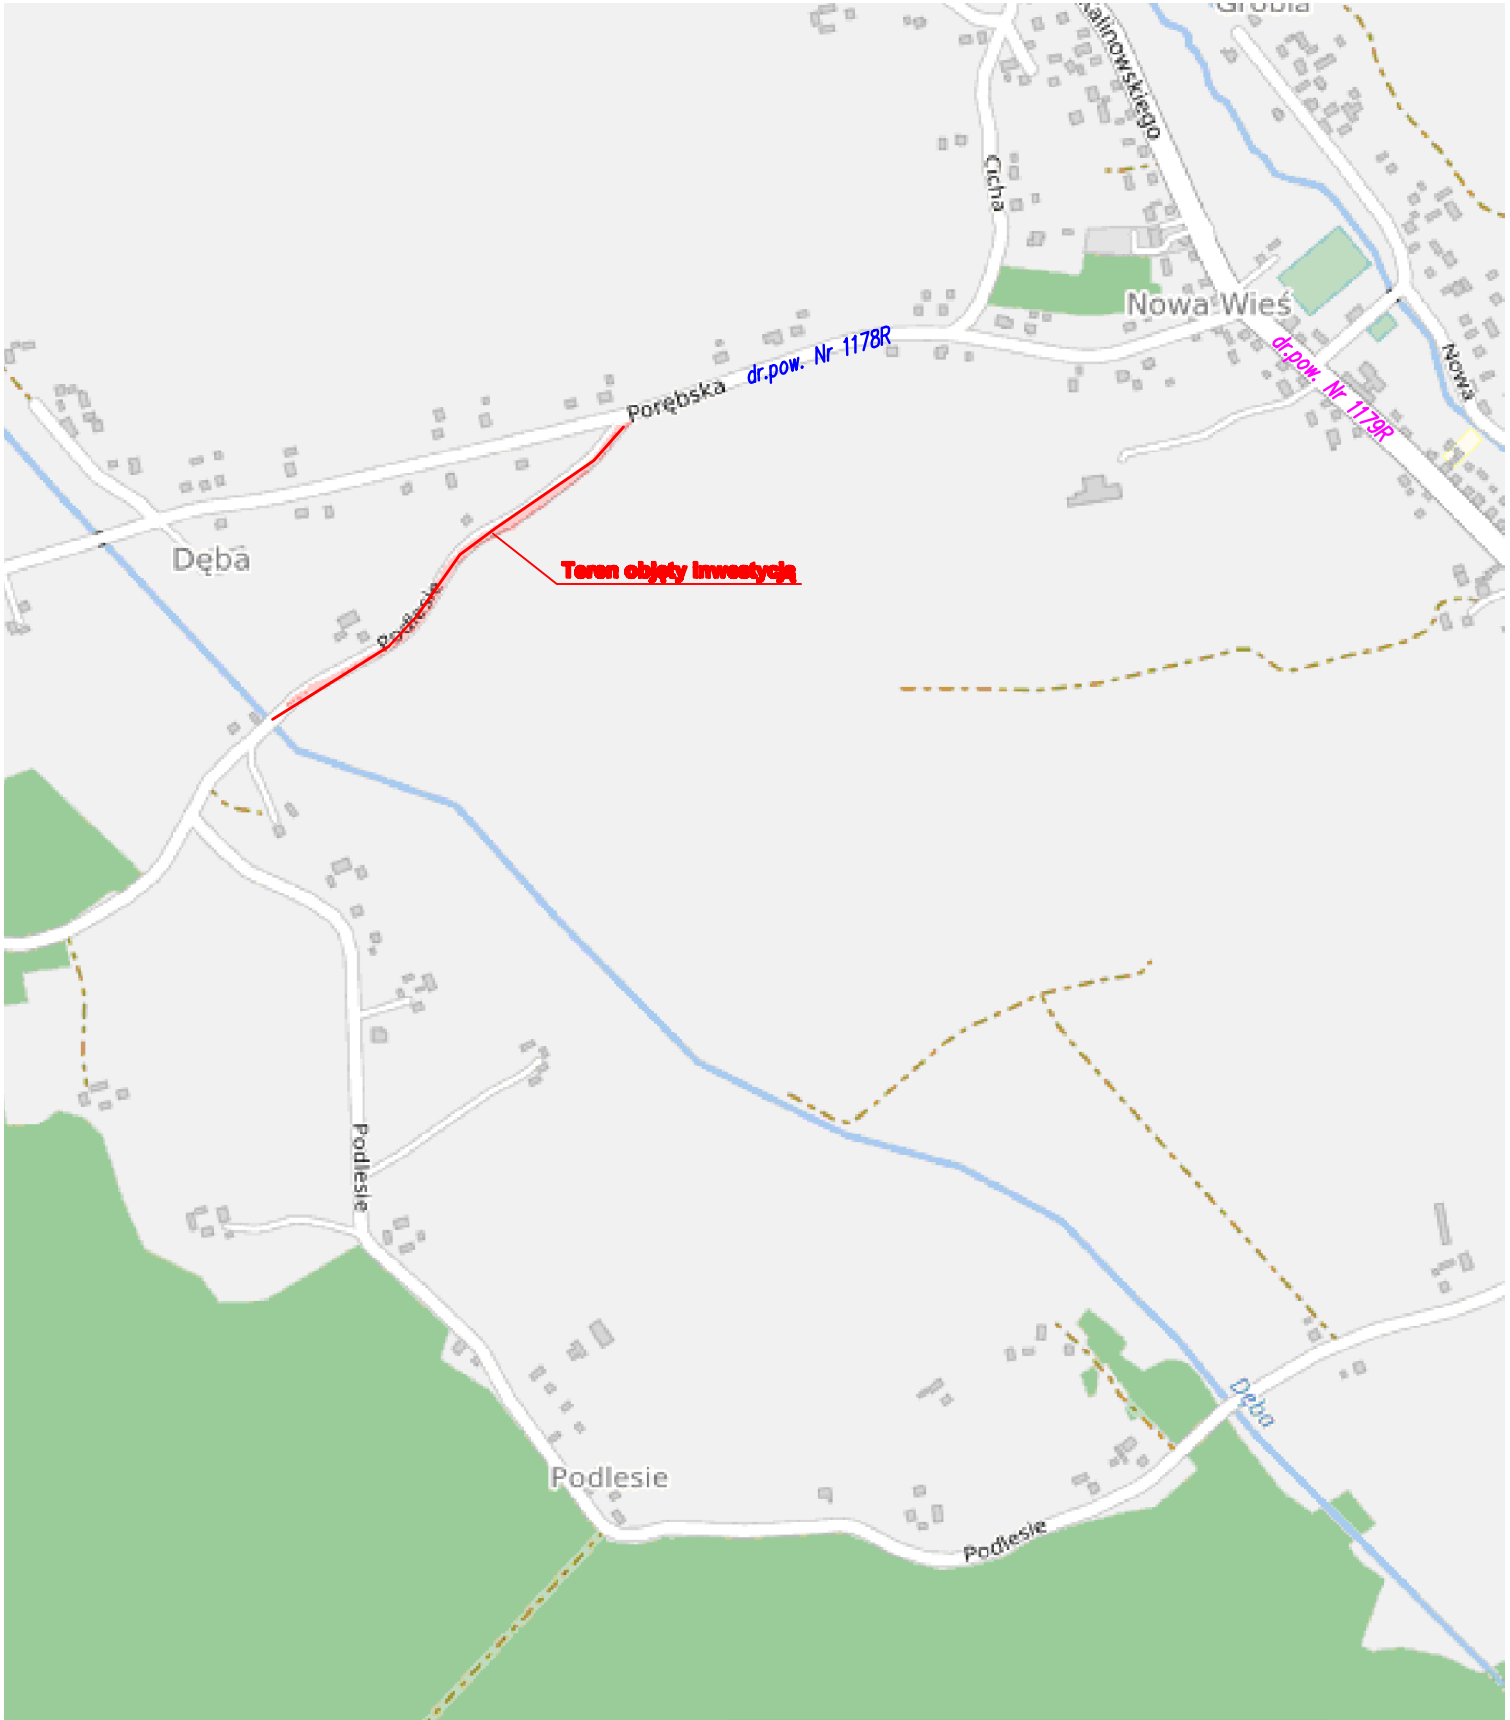 Grobla
Kalinowskiego
Cicha
Nowa Wieś
dr.pow. Nr 1178R
dr.pow. Nr 1179R
Nowa
Porębska
Dęba
Teren objęty inwestycją
Podlesie
Podlesie
Dęba
Podlesie
Podlesie